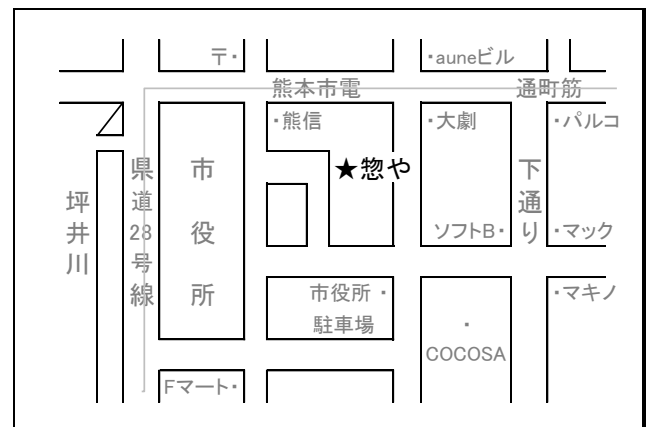 〒・
・auneビル
熊本市電
通町筋
・熊信
・大劇
・パルコ
★惣や
県道28号線
市役所
下通り
坪井川
ソフトB・
・マック
市役所・
駐車場
・マキノ
・
COCOSA
Fマート・